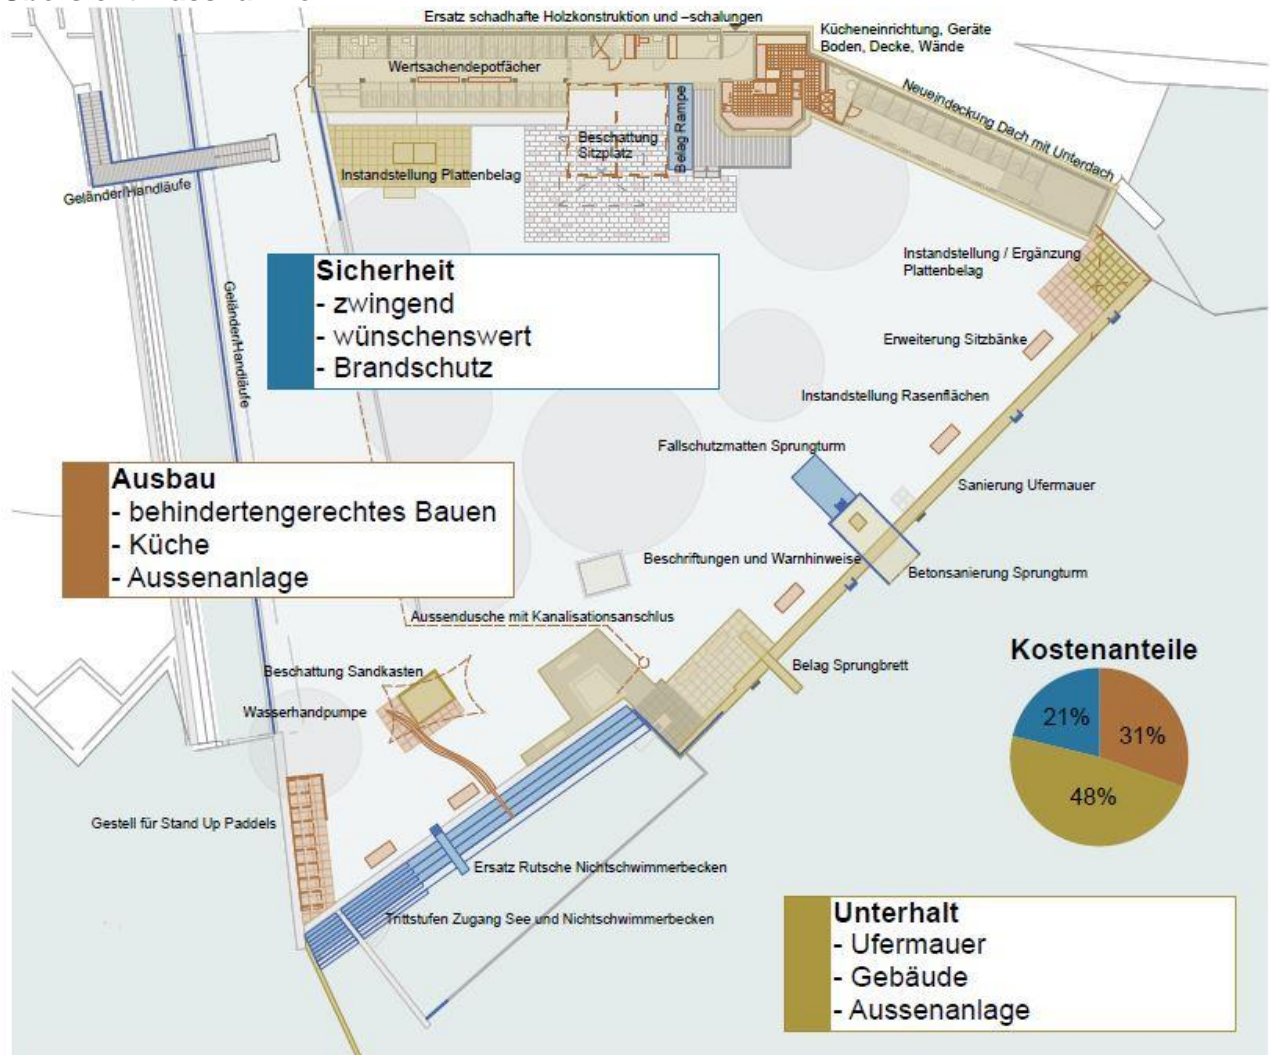 Ersatz schadhafte Holzkonstruktion und –schalungen
Kücheneinrichtung, Geräte
Boden, Decke, Wände
Wertsachendepotfächer
Neueindeckung Dach mit Unterdach
Beschattung
Sitzplatz
Belag Rampe
Instandstellung Plattenbelag
Geländer/Handläufe
Geländer/Handläufe
Instandstellung / Ergänzung
Plattenbelag
Sicherheit
- zwingend
- wünschenswert
- Brandschutz
Erweiterung Sitzbänke
Instandstellung Rasenflächen
Fallschutzmatten Sprungturm
Sanierung Ufermauer
Ausbau
- behindertengerechtes Bauen
- Küche
- Aussenanlage
Beschriftungen und Warnhinweise
Betonsanierung Sprungturm
Aussendusche mit Kanalisationsanschlus
Beschattung Sandkasten
Belag Sprungbrett
Wasserhandpumpe
Kostenanteile
21%
31%
48%
Gestell für Stand Up Paddels
Ersatz Rutsche Nichtschwimmerbecken
Trittstufen Zugang See und Nichtschwimmerbecken
Unterhalt
- Ufermauer
- Gebäude
- Aussenanlage